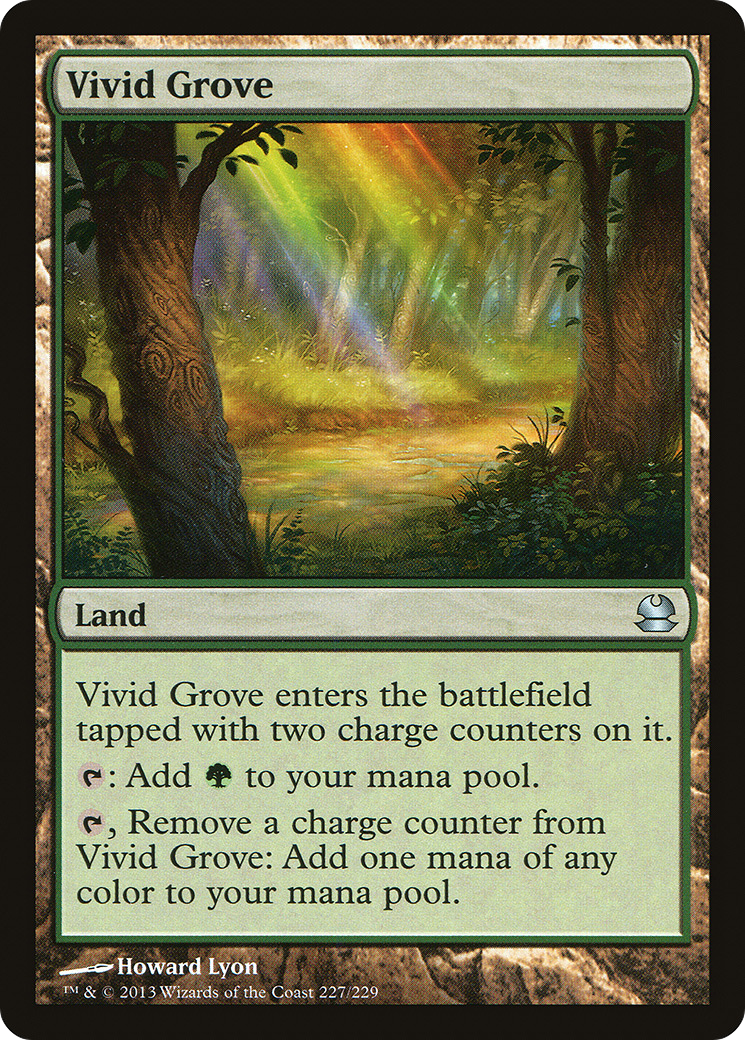 Vivid Grove
Land
Vivid Grove enters the battlefield
tapped with two charge counters on it.
: Add to your mana pool.
, Remove a charge counter from
Vivid Grove: Add one mana of any
color to your mana pool.
Howard Lyon
™ & © 2013 Wizards of the Coast 227/229